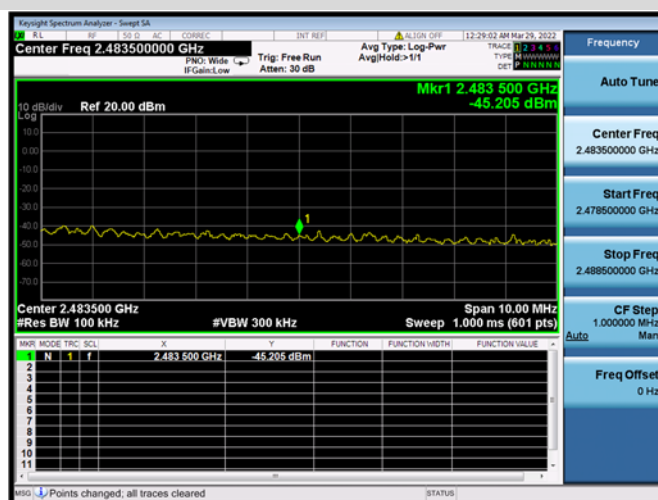 Keysight Spectrum Analyzer - Swept SA
RL RF 50 Ω AC CORREC INT REF ALIGN OFF 12:29:02 AM Mar 29, 2022
Center Freq 2.483500000 GHz
PNO: Wide
IFGain:Low
Trig: Free Run
Atten: 30 dB
Avg Type: Log-Pwr
Avg|Hold:>1/1
TRACE 1 2 3 4 5 6
TYPE M WWWWW
DET P N N N N N
Frequency
Auto Tune
Center Freq
2.483500000 GHz
Start Freq
2.478500000 GHz
Stop Freq
2.488500000 GHz
CF Step
1.000000 MHz
Auto Man
Freq Offset
0 Hz
Mkr1 2.483 500 GHz
-45.205 dBm
10 dB/div Ref 20.00 dBm
Log
10.0
0.00
-10.0
-20.0
-30.0
-40.0
-50.0
-60.0
-70.0
1
Center 2.483500 GHz Span 10.00 MHz
#Res BW 100 kHz #VBW 300 kHz Sweep 1.000 ms (601 pts)
MKR MODE TRC SCL X Y FUNCTION FUNCTION WIDTH FUNCTION VALUE
1 N 1 f 2.483 500 GHz -45.205 dBm
2
3
4
5
6
7
8
9
10
11
MSG Points changed; all traces cleared STATUS